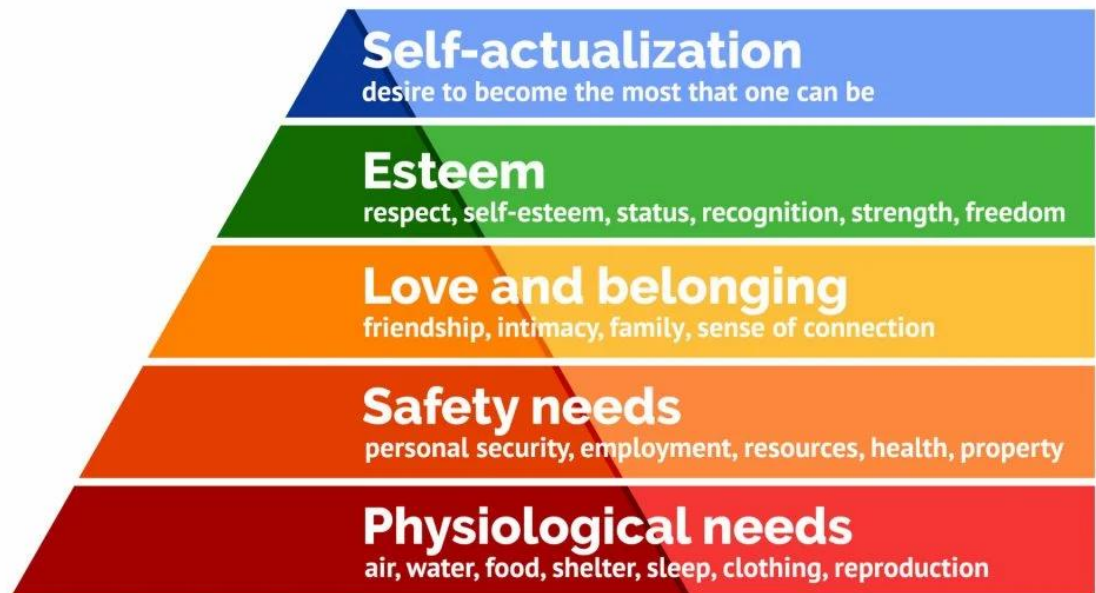 Self-actualization
desire to become the most that one can be
Esteem
respect, self-esteem, status, recognition, strength, freedom
Love and belonging
friendship, intimacy, family, sense of connection
Safety needs
personal security, employment, resources, health, property
Physiological needs
air, water, food, shelter, sleep, clothing, reproduction